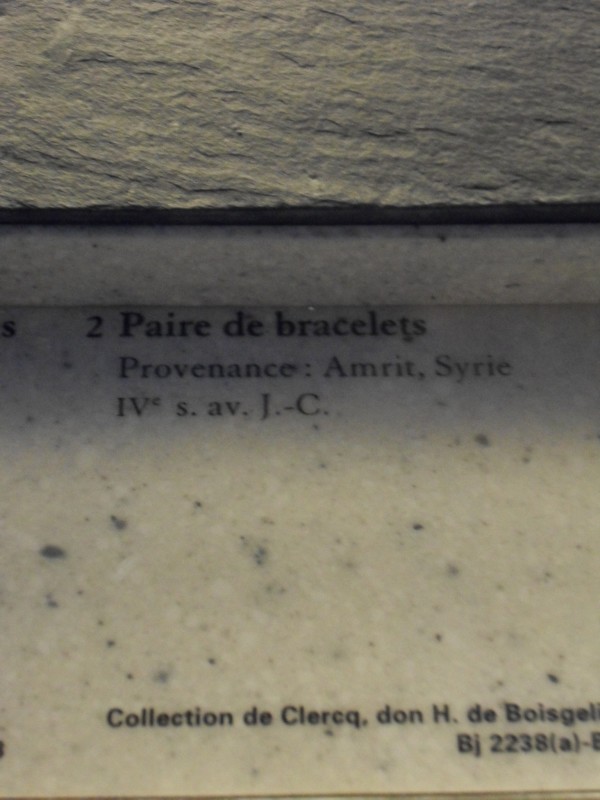 s 2 Paire de bracelets
Provenance : Amrit, Syrie
IVᵉ s. av. J.-C.
Collection de Clercq, don H. de Boisgeli
Bj 2238(a)-B